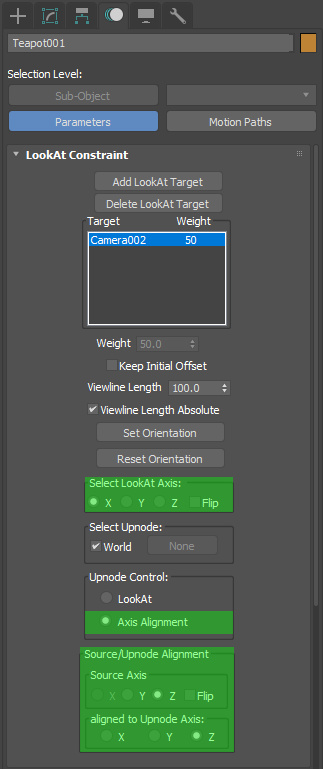 Teapot001
Selection Level:
Sub-Object
Parameters Motion Paths
LookAt Constraint
Add LookAt Target
Delete LookAt Target
Target Weight
Camera002 50
Weight 50.0
Keep Initial Offset
Viewline Length 100.0
Viewline Length Absolute
Set Orientation
Reset Orientation
Select LookAt Axis:
X Y Z Flip
Select Upnode:
World None
Upnode Control:
LookAt
Axis Alignment
Source/Upnode Alignment
Source Axis
X Y Z Flip
aligned to Upnode Axis:
X Y Z